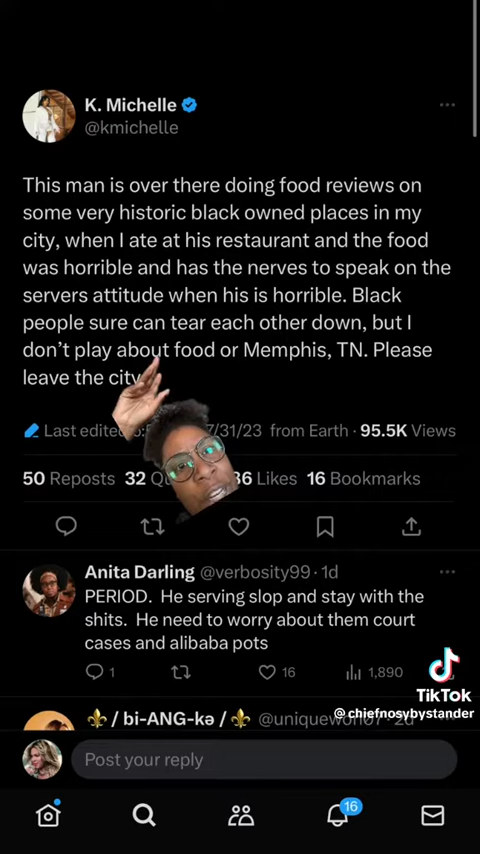 K. Michelle
@kmichelle
This man is over there doing food reviews on
some very historic black owned places in my
city, when I ate at his restaurant and the food
was horrible and has the nerves to speak on the
servers attitude when his is horrible. Black
people sure can tear each other down, but I
don't play about food or Memphis, TN. Please
leave the city
Last edited 7/31/23 from Earth · 95.5K Views
50 Reposts 32 Likes 16 Bookmarks
Anita Darling @verbosity99 · 1d
PERIOD. He serving slop and stay with the
shits. He need to worry about them court
cases and alibaba pots
1 16 1,890
TikTok
@chiefnosybystander
⚜️/ bi-ANG-kə /⚜️
Post your reply
16